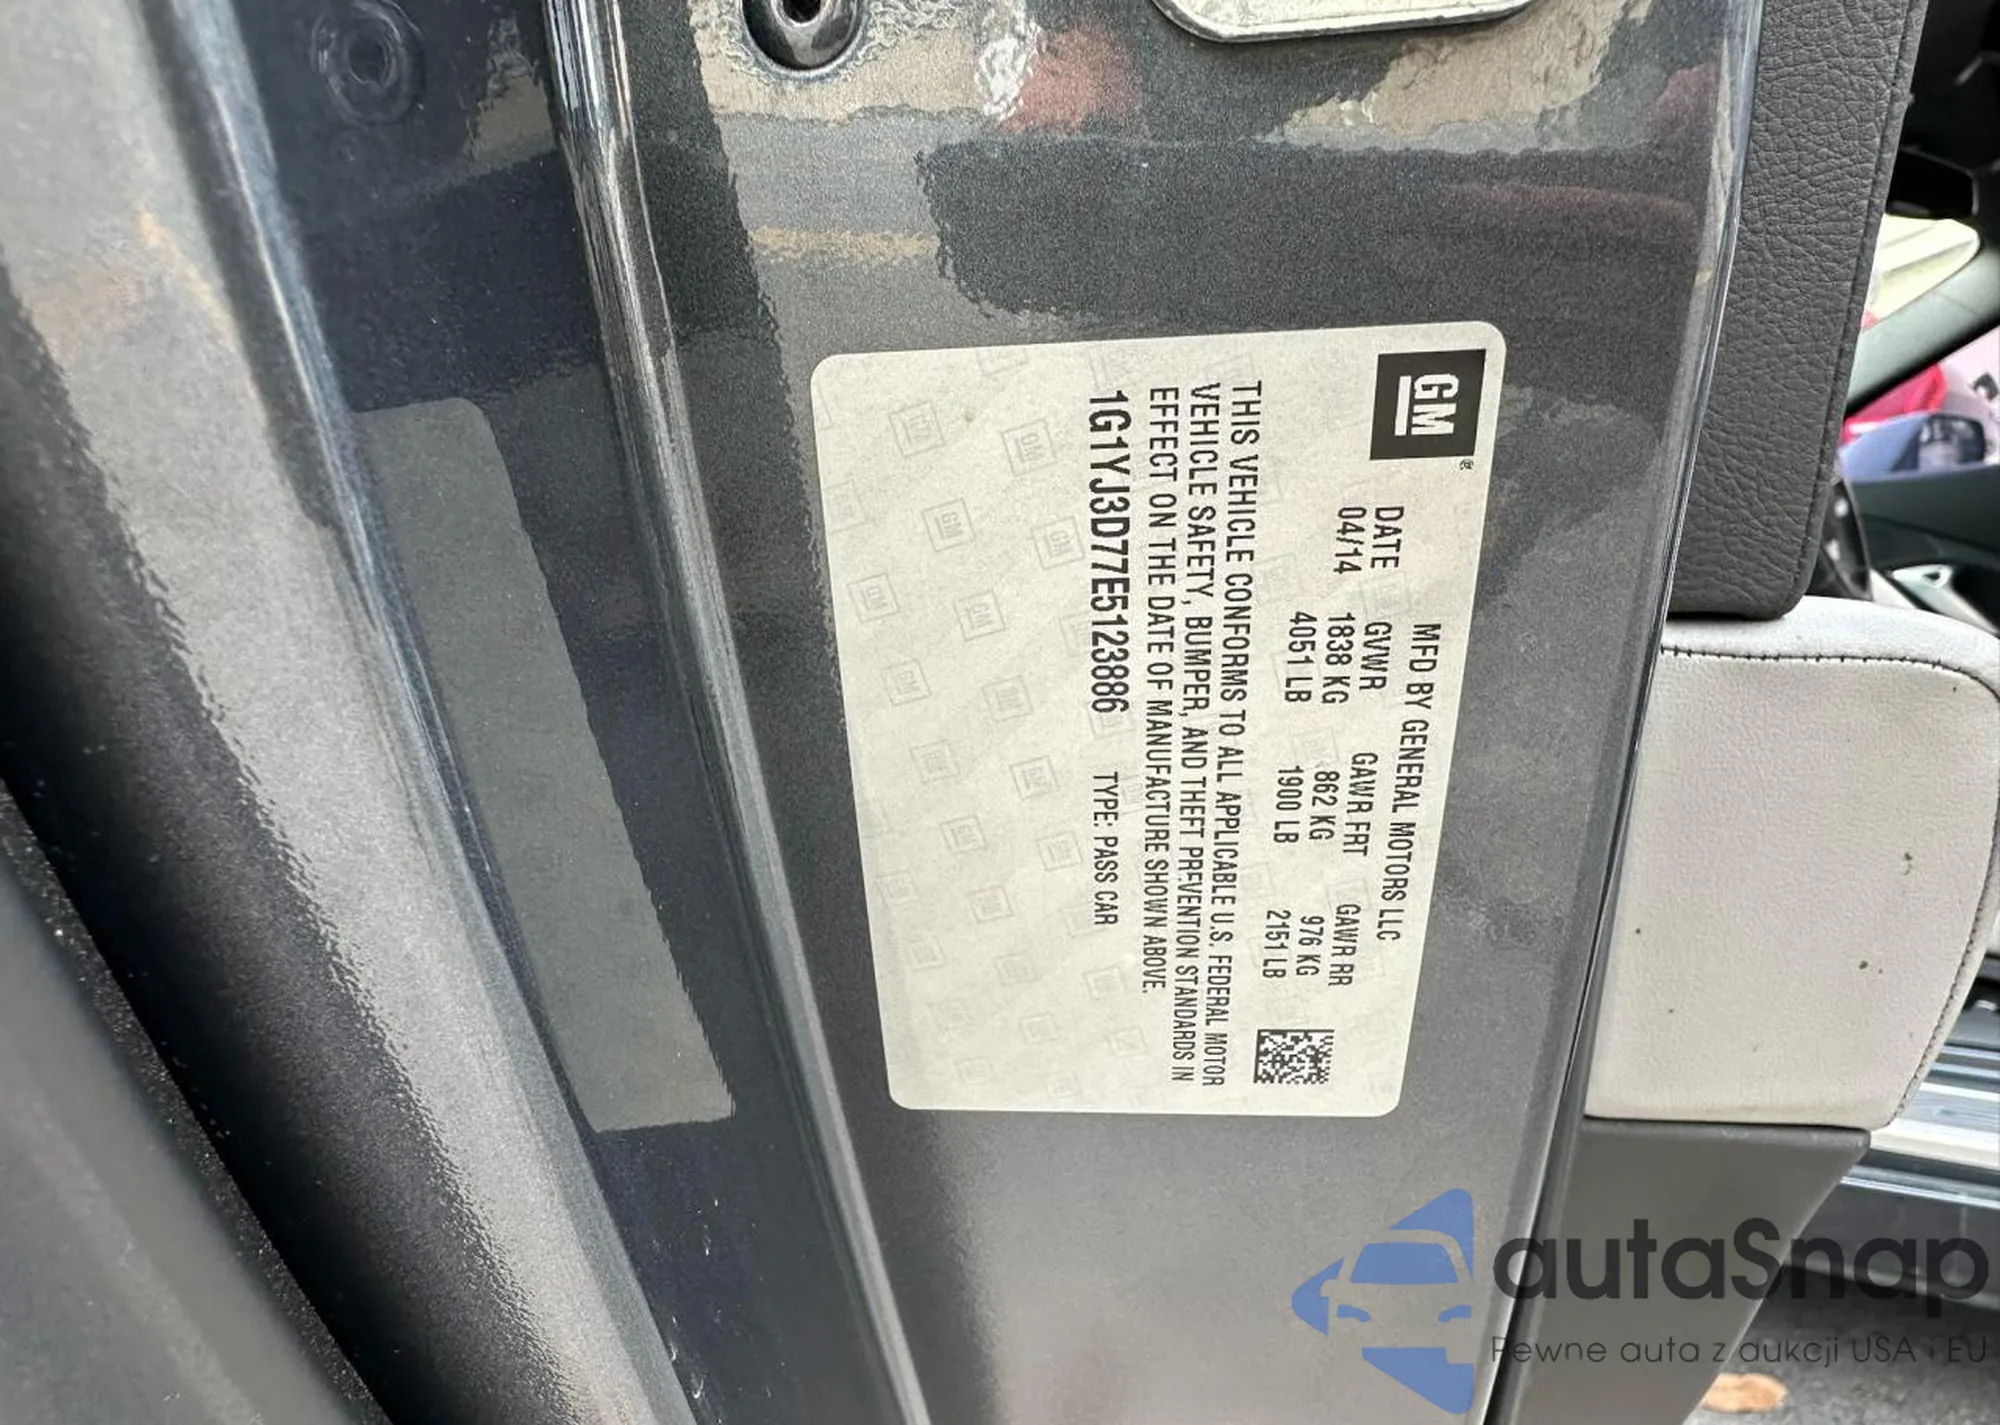 GM®
MFD BY GENERAL MOTORS LLC
DATE GVWR GAWR FRT GAWR RR
04/14 1838 KG 862 KG 976 KG
4051 LB 1900 LB 2151 LB
THIS VEHICLE CONFORMS TO ALL APPLICABLE U.S. FEDERAL MOTOR
VEHICLE SAFETY, BUMPER, AND THEFT PREVENTION STANDARDS IN
EFFECT ON THE DATE OF MANUFACTURE SHOWN ABOVE.
1G1YJ3D77E5123886 TYPE: PASS CAR
autaSnap
Pewne auta z aukcji USA i EU